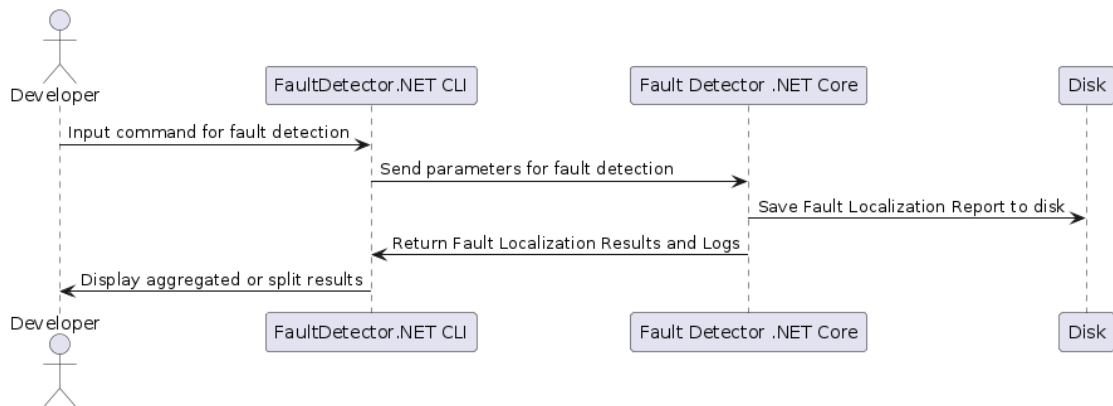 Developer
FaultDetector.NET CLI
Fault Detector .NET Core
Disk
Input command for fault detection
Send parameters for fault detection
Save Fault Localization Report to disk
Return Fault Localization Results and Logs
Display aggregated or split results
Developer
FaultDetector.NET CLI
Fault Detector .NET Core
Disk